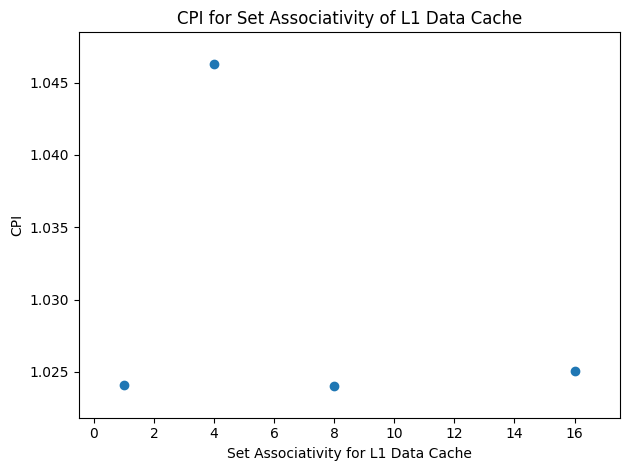 CPI for Set Associativity of L1 Data Cache
1.045
1.040
1.035
1.030
1.025
CPI
0 2 4 6 8 10 12 14 16
Set Associativity for L1 Data Cache